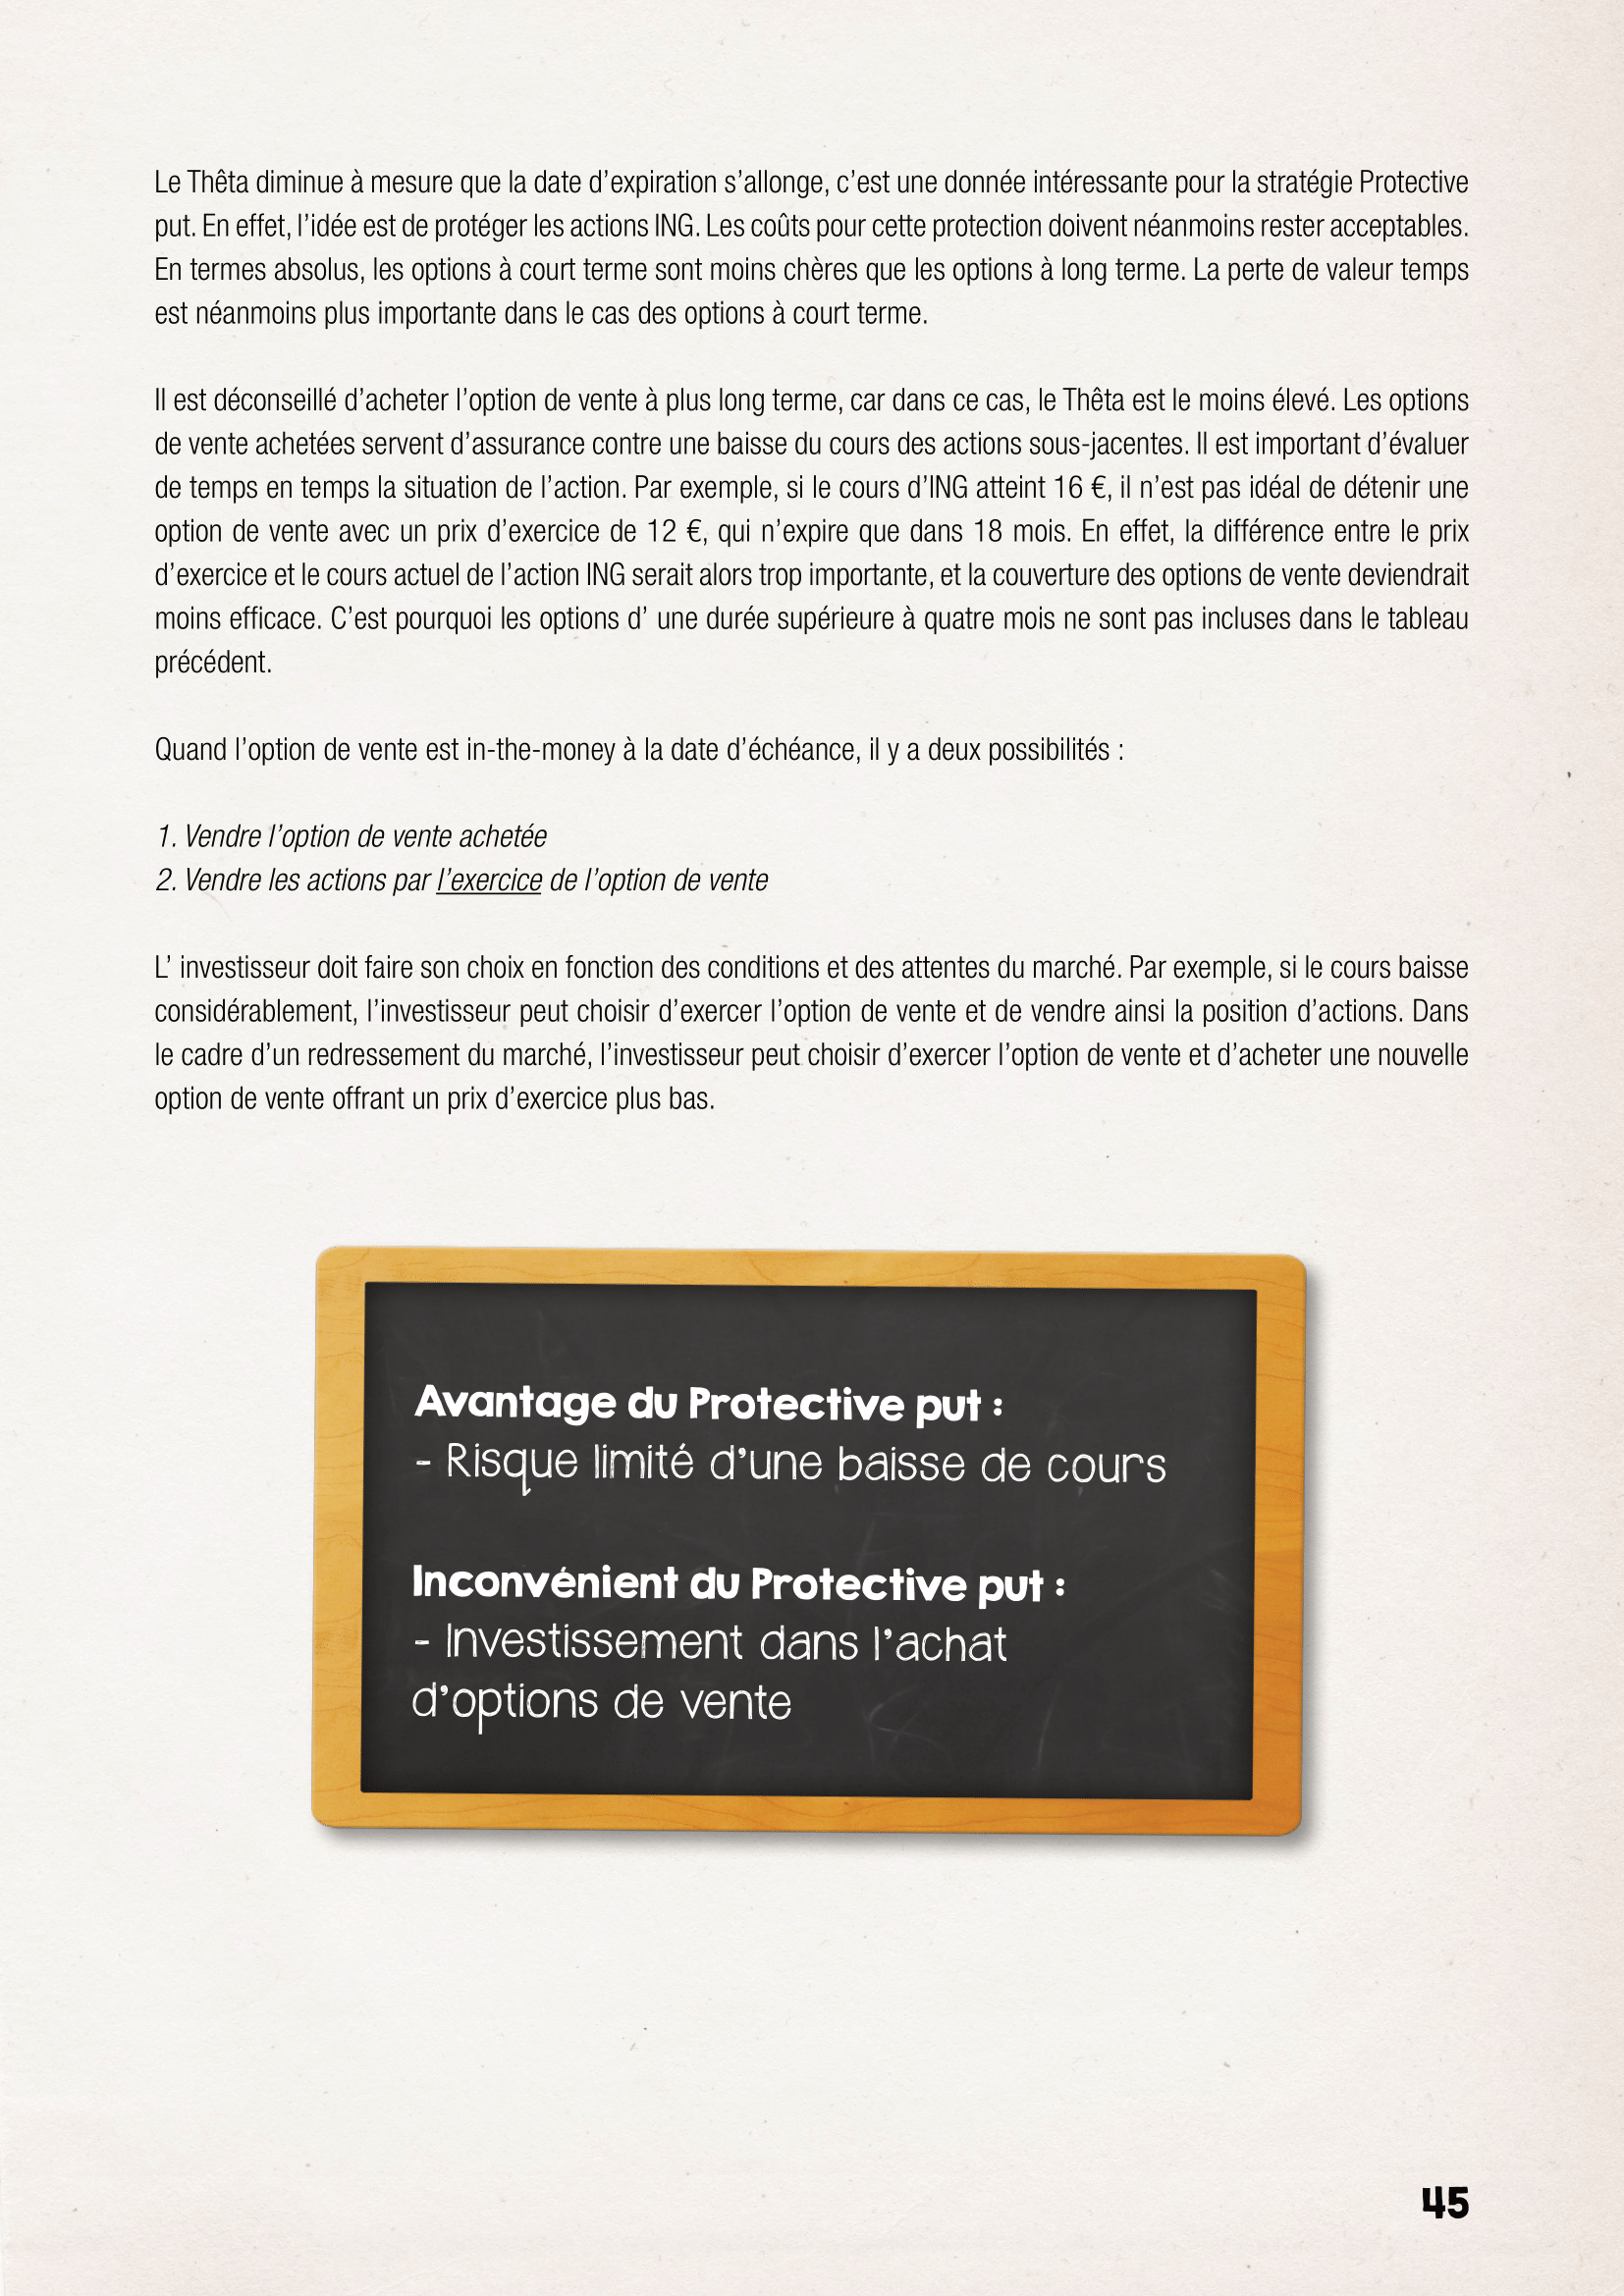 Le Thêta diminue à mesure que la date d’expiration s’allonge, c’est une donnée intéressante pour la stratégie Protective
put. En effet, l’idée est de protéger les actions ING. Les coûts pour cette protection doivent néanmoins rester acceptables.
En termes absolus, les options à court terme sont moins chères que les options à long terme. La perte de valeur temps
est néanmoins plus importante dans le cas des options à court terme.
Il est déconseillé d’acheter l’option de vente à plus long terme, car dans ce cas, le Thêta est le moins élevé. Les options
de vente achetées servent d’assurance contre une baisse du cours des actions sous-jacentes. Il est important d’évaluer
de temps en temps la situation de l’action. Par exemple, si le cours d’ING atteint 16 €, il n’est pas idéal de détenir une
option de vente avec un prix d’exercice de 12 €, qui n’expire que dans 18 mois. En effet, la différence entre le prix
d’exercice et le cours actuel de l’action ING serait alors trop importante, et la couverture des options de vente deviendrait
moins efficace. C’est pourquoi les options d’ une durée supérieure à quatre mois ne sont pas incluses dans le tableau
précédent.
Quand l’option de vente est in-the-money à la date d’échéance, il y a deux possibilités :
1. Vendre l’option de vente achetée
2. Vendre les actions par l’exercice de l’option de vente
L’ investisseur doit faire son choix en fonction des conditions et des attentes du marché. Par exemple, si le cours baisse
considérablement, l’investisseur peut choisir d’exercer l’option de vente et de vendre ainsi la position d’actions. Dans
le cadre d’un redressement du marché, l’investisseur peut choisir d’exercer l’option de vente et d’acheter une nouvelle
option de vente offrant un prix d’exercice plus bas.
Avantage du Protective put :
- Risque limité d’une baisse de cours
Inconvénient du Protective put :
- Investissement dans l’achat
d’options de vente
45